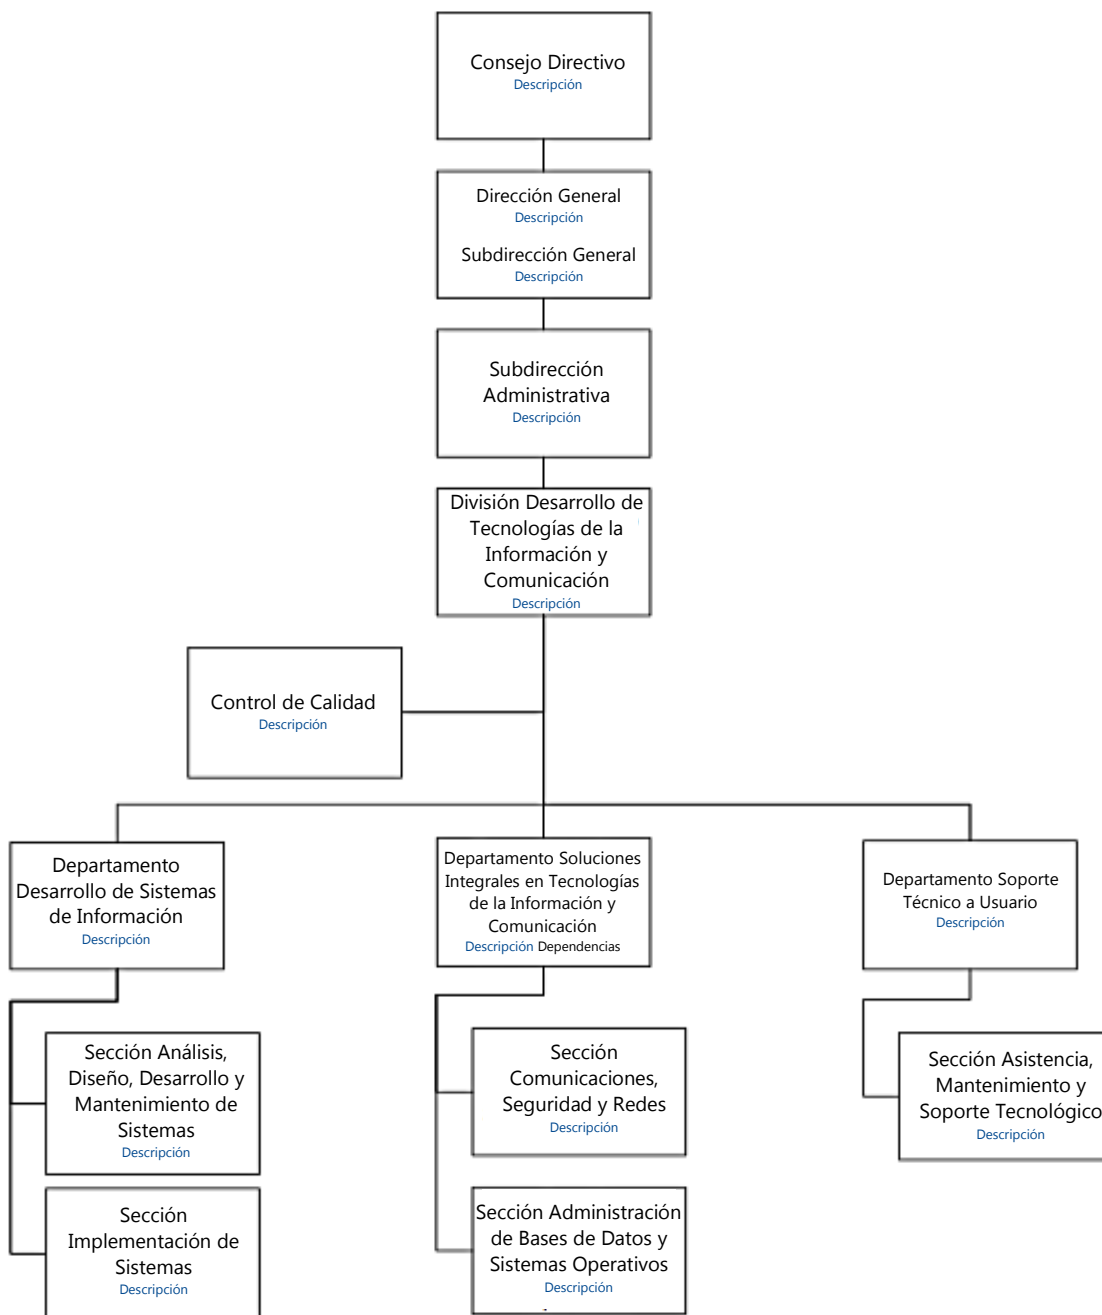 Consejo Directivo
Descripción
Dirección General
Descripción
Subdirección General
Descripción
Subdirección
Administrativa
Descripción
División Desarrollo de
Tecnologías de la
Información y
Comunicación
Descripción
Control de Calidad
Descripción
Departamento
Desarrollo de Sistemas
de Información
Descripción
Departamento Soluciones
Integrales en Tecnologías
de la Información y
Comunicación
Descripción Dependencias
Departamento Soporte
Técnico a Usuario
Descripción
Sección Análisis,
Diseño, Desarrollo y
Mantenimiento de
Sistemas
Descripción
Sección
Implementación de
Sistemas
Descripción
Sección
Comunicaciones,
Seguridad y Redes
Descripción
Sección Administración
de Bases de Datos y
Sistemas Operativos
Descripción
Sección Asistencia,
Mantenimiento y
Soporte Tecnológico
Descripción